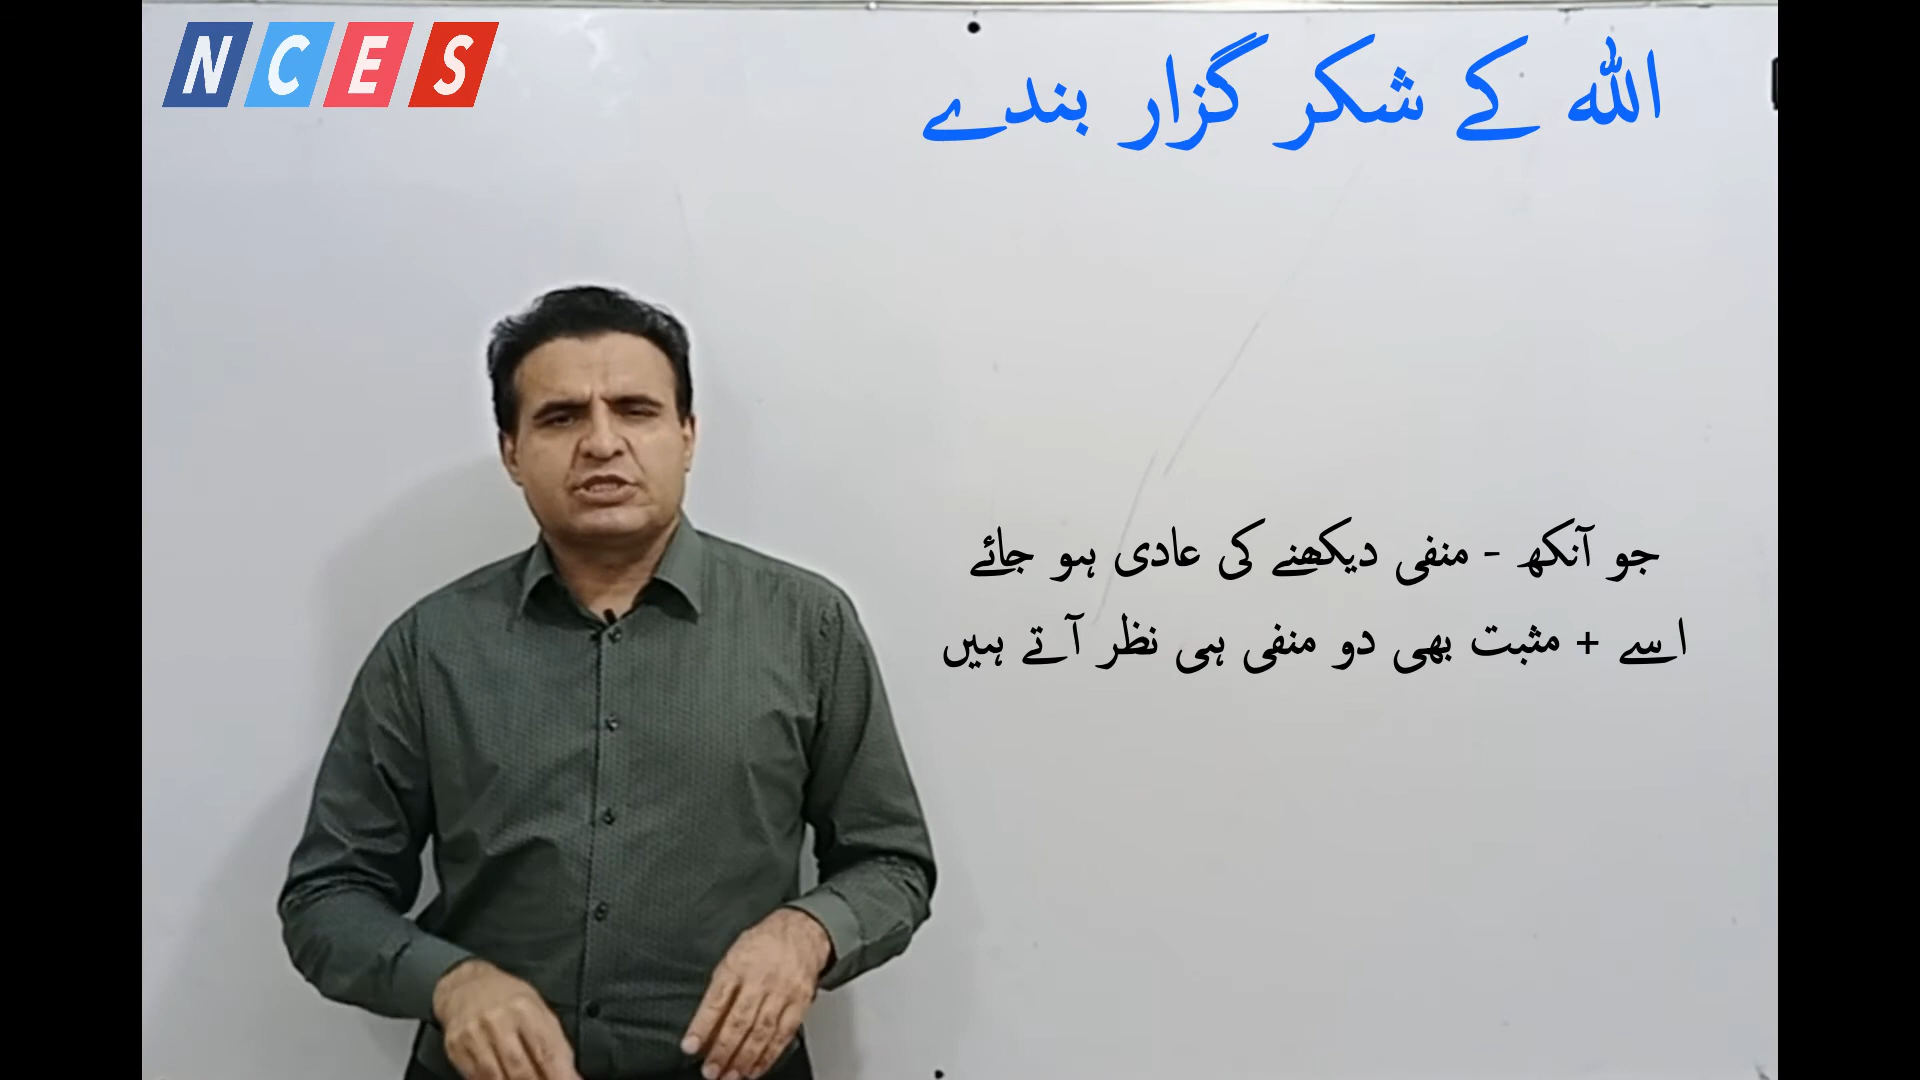 NCES
اللہ کے شکر گزار بندے
جو آنکھ - منفی دیکھنے کی عادی ہو جائے
اسے + مثبت بھی دو منفی ہی نظر آتے ہیں